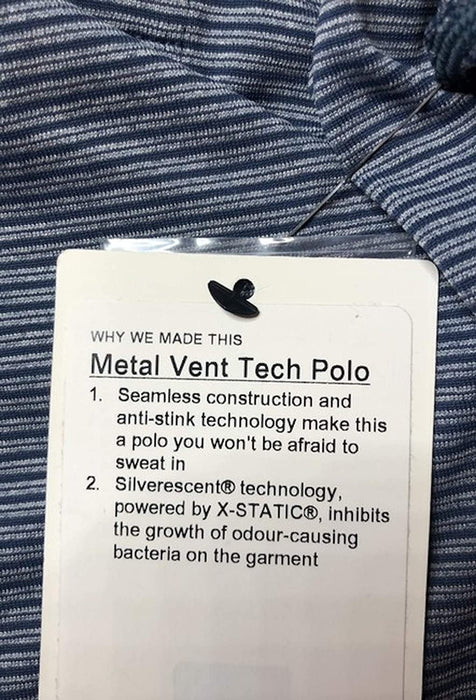 WHY WE MADE THIS
Metal Vent Tech Polo
1. Seamless construction and
anti-stink technology make this
a polo you won't be afraid to
sweat in
2. Silverescent® technology,
powered by X-STATIC®, inhibits
the growth of odour-causing
bacteria on the garment